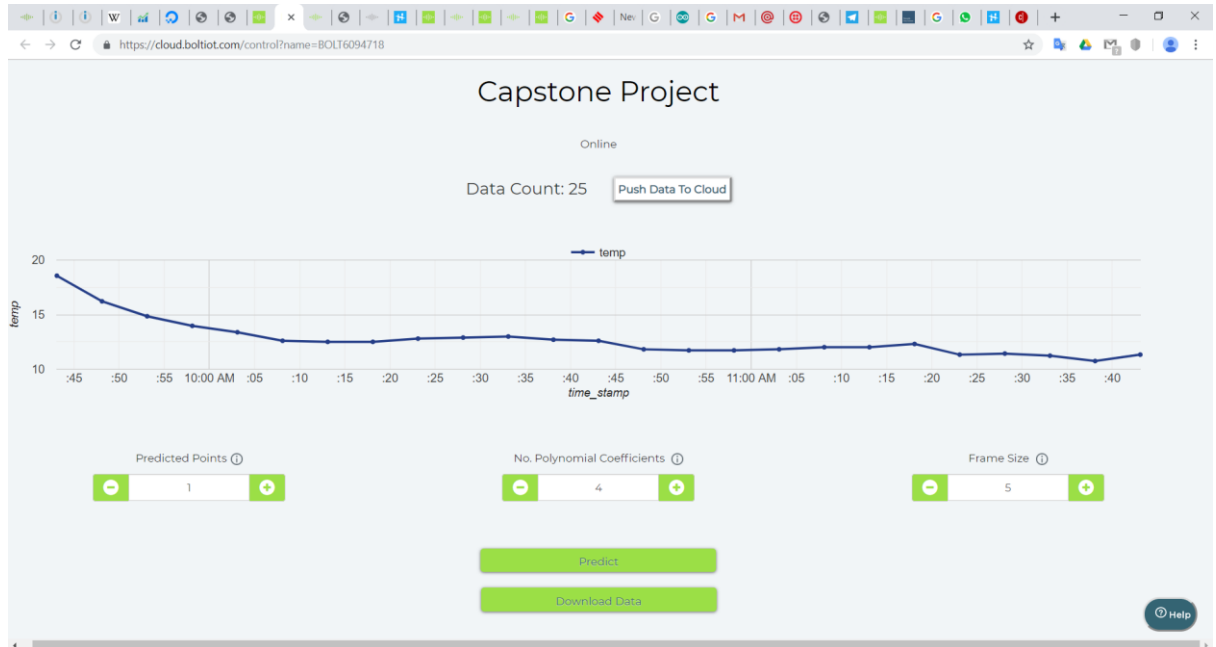 New
https://cloud.boltiot.com/control?name=BOLT6094718
Capstone Project
Online
Data Count: 25 Push Data To Cloud
temp
20
15
10
temp
:45 :50 :55 10:00 AM :05 :10 :15 :20 :25 :30 :35 :40 :45 :50 :55 11:00 AM :05 :10 :15 :20 :25 :30 :35 :40
time_stamp
Predicted Points No. Polynomial Coefficients Frame Size
1 4 5
Predict
Download Data
Help